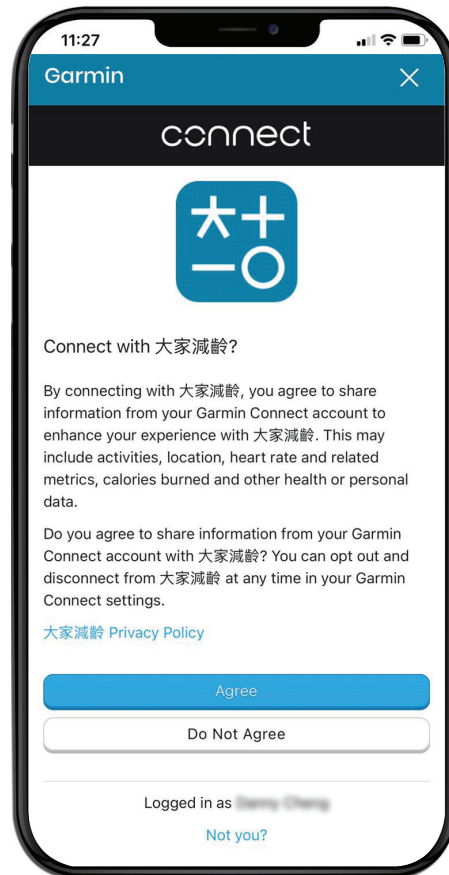 11:27
Garmin
connect
大十
一〇
Connect with 大家減齡?
By connecting with 大家減齡, you agree to share
information from your Garmin Connect account to
enhance your experience with 大家減齡. This may
include activities, location, heart rate and related
metrics, calories burned and other health or personal
data.
Do you agree to share information from your Garmin
Connect account with 大家減齡? You can opt out and
disconnect from 大家減齡 at any time in your Garmin
Connect settings.
大家減齡 Privacy Policy
Agree
Do Not Agree
Logged in as
Not you?